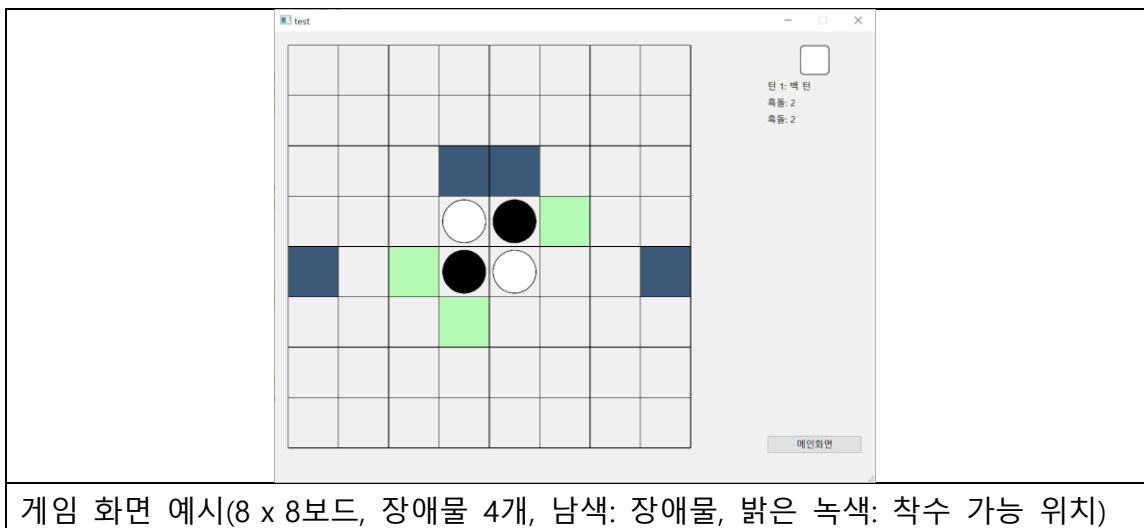 test
턴 1: 백 턴
흑돌: 2
흑돌: 2
메인화면
게임 화면 예시(8 x 8보드, 장애물 4개, 남색: 장애물, 밝은 녹색: 착수 가능 위치)